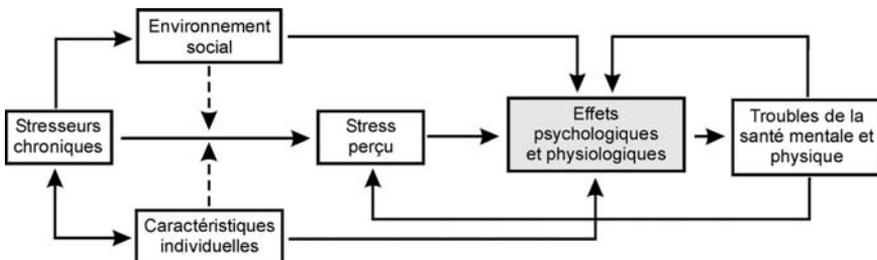 Environnement
social
Stresseurs
chroniques
Stress
perçu
Effets
psychologiques
et physiologiques
Troubles de la
santé mentale et
physique
Caractéristiques
individuelles